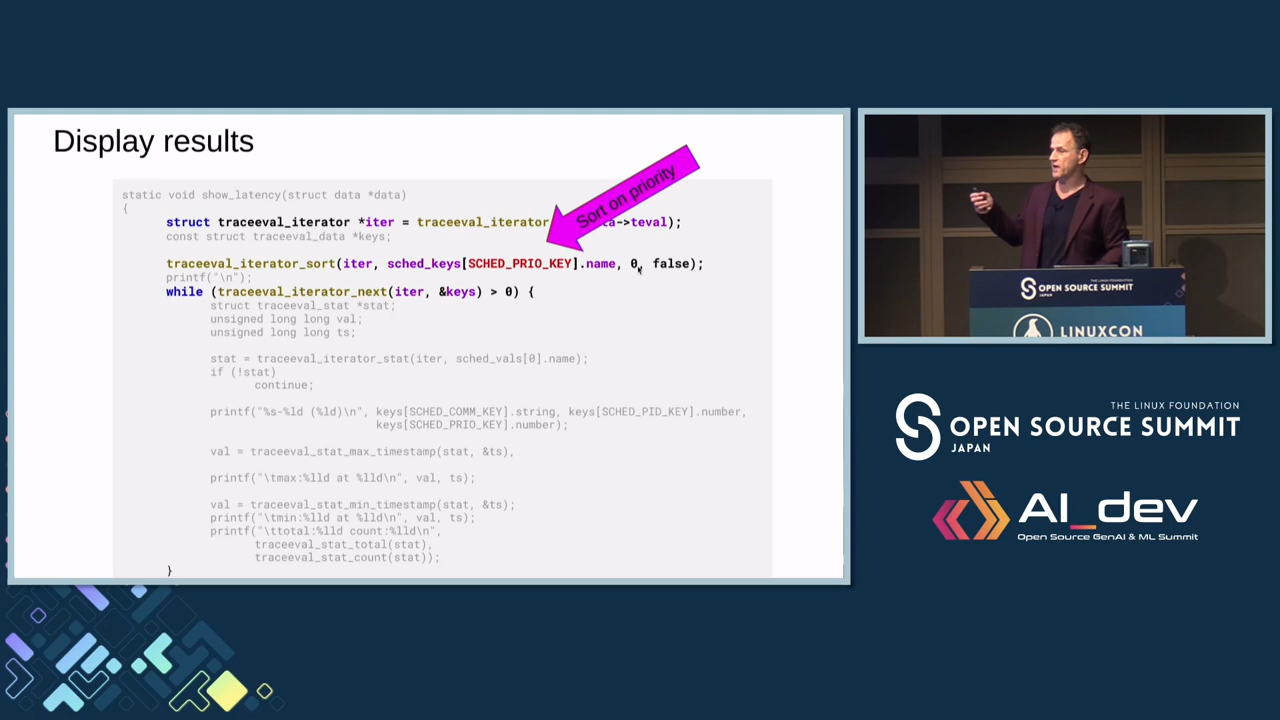 Display results
static void show_latency(struct data *data)
{
struct traceeval_iterator *iter = traceeval_iterator a->teval);
const struct traceeval_data *keys;
Sort on priority
traceeval_iterator_sort(iter, sched_keys[SCHED_PRIO_KEY].name, 0, false);
printf("\n");
while (traceeval_iterator_next(iter, &keys) > 0) {
struct traceeval_stat *stat;
unsigned long long val;
unsigned long long ts;
stat = traceeval_iterator_stat(iter, sched_vals[0].name);
if (!stat)
continue;
printf("%s-%ld (%ld)\n", keys[SCHED_COMM_KEY].string, keys[SCHED_PID_KEY].number,
keys[SCHED_PRIO_KEY].number);
val = traceeval_stat_max_timestamp(stat, &ts),
printf("\tmax:%lld at %lld\n", val, ts);
val = traceeval_stat_min_timestamp(stat, &ts);
printf("\tmin:%lld at %lld\n", val, ts);
printf("\ttotal:%lld count:%lld\n",
traceeval_stat_total(stat),
traceeval_stat_count(stat));
}
OPEN SOURCE SUMMIT
JAPAN
LINUXCON
THE LINUX FOUNDATION
OPEN SOURCE SUMMIT
JAPAN
AI_dev
Open Source GenAI & ML Summit